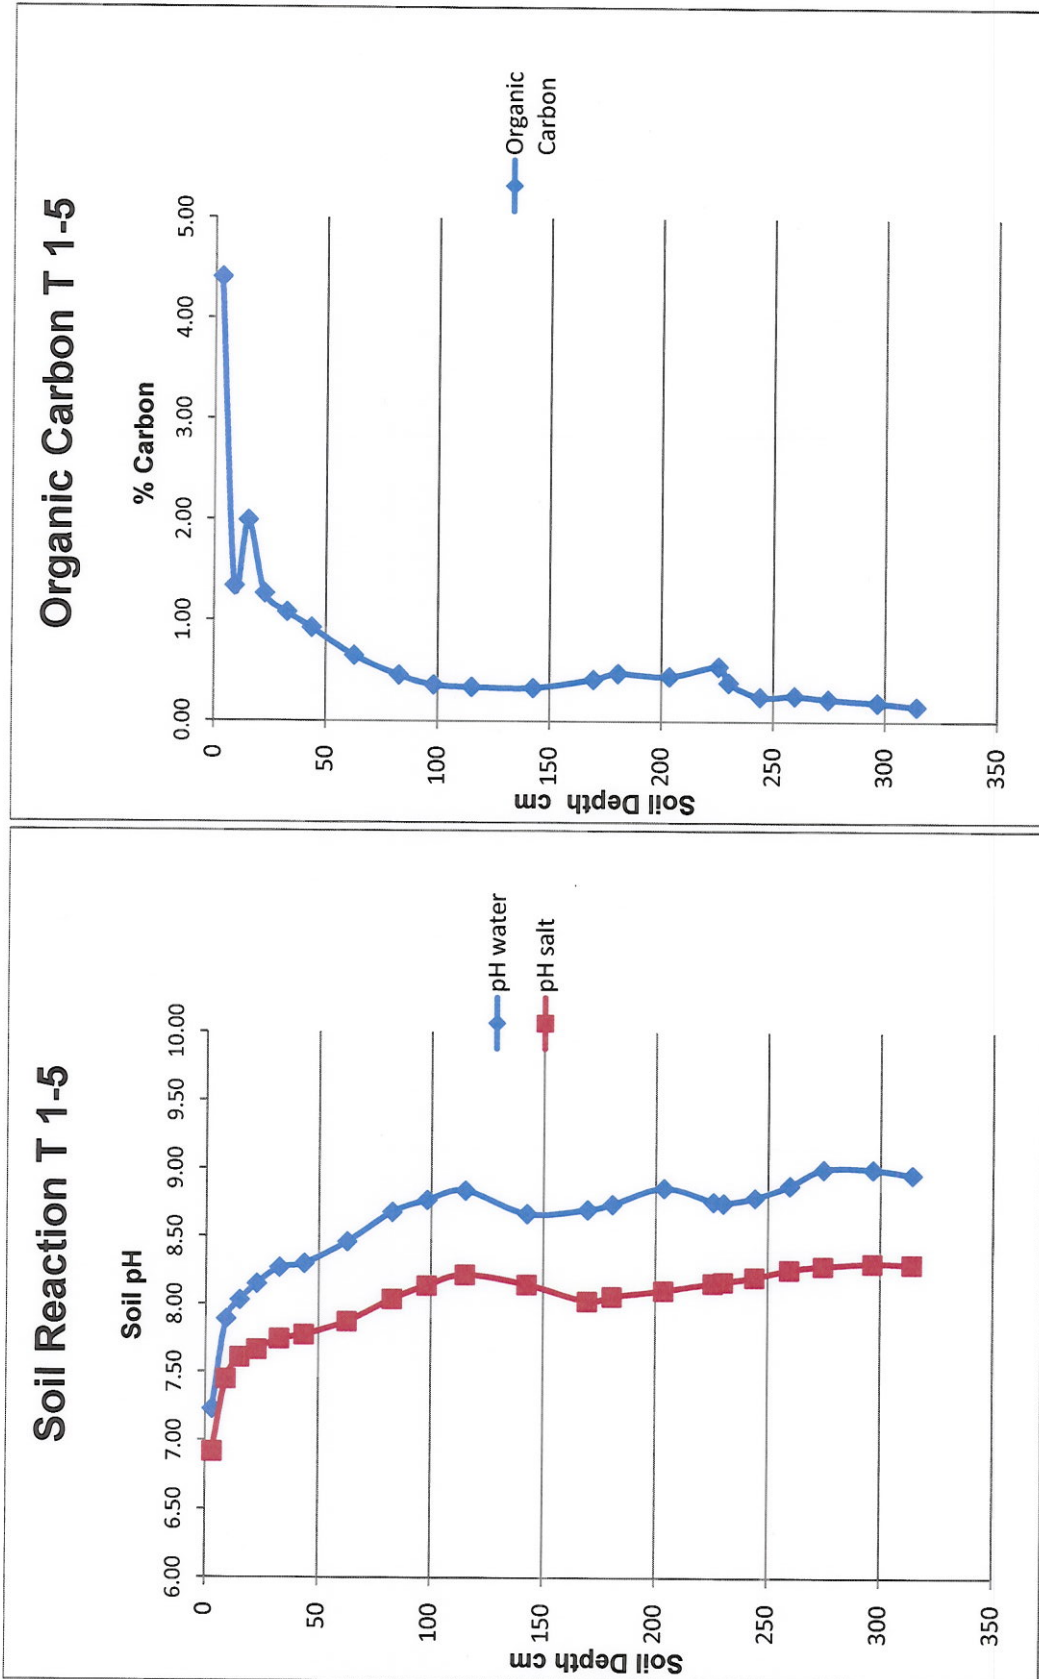 Soil Reaction T 1-5
Soil pH
6.00 6.50 7.00 7.50 8.00 8.50 9.00 9.50 10.00
0
50
100
150
200
250
300
350
Soil Depth cm
pH water
pH salt
Organic Carbon T 1-5
% Carbon
0.00 1.00 2.00 3.00 4.00 5.00
0
50
100
150
200
250
300
350
Soil Depth cm
Organic
Carbon